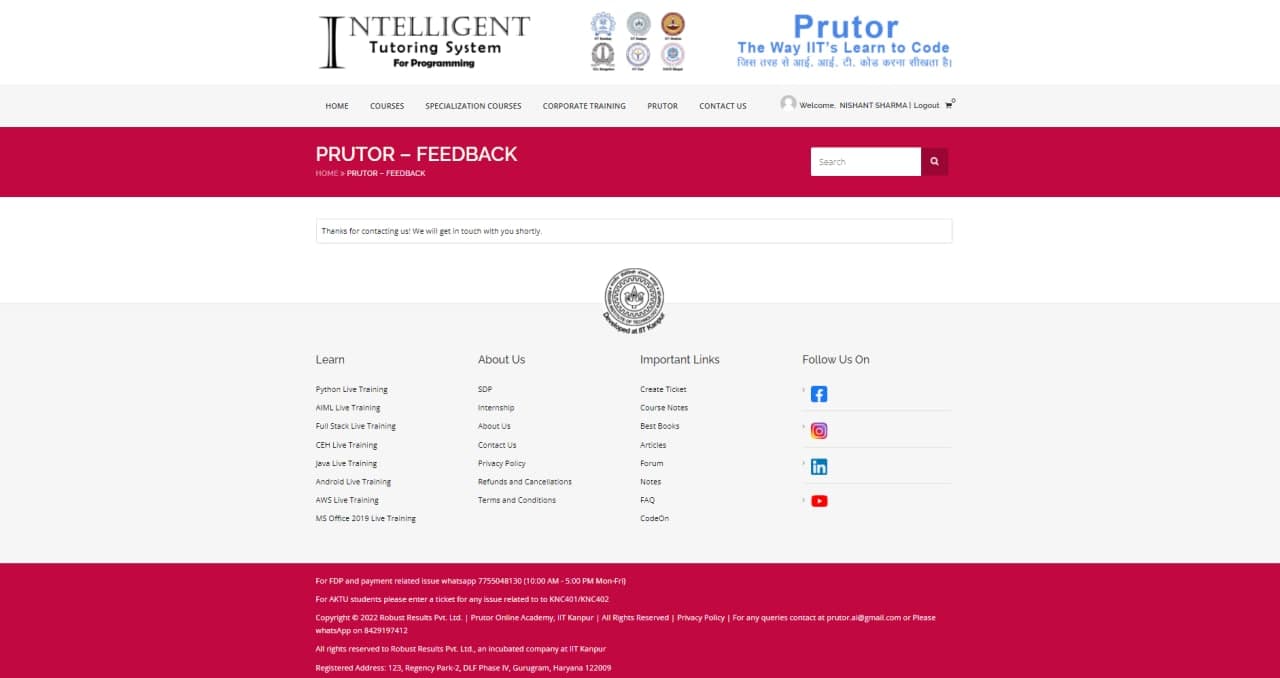 INTELLIGENT
Tutoring System
For Programming
Prutor
The Way IIT's Learn to Code
जिस तरह से आई. आई. टी. कोड करना सीखता है।
HOME COURSES SPECIALIZATION COURSES CORPORATE TRAINING PRUTOR CONTACT US Welcome, NISHANT SHARMA | Logout 0
PRUTOR – FEEDBACK
HOME » PRUTOR – FEEDBACK
Search
Thanks for contacting us! We will get in touch with you shortly.
Developed at IIT Kanpur
Learn
Python Live Training
AIML Live Training
Full Stack Live Training
CEH Live Training
Java Live Training
Android Live Training
AWS Live Training
MS Office 2019 Live Training
About Us
SDP
Internship
About Us
Contact Us
Privacy Policy
Refunds and Cancellations
Terms and Conditions
Important Links
Create Ticket
Course Notes
Best Books
Articles
Forum
Notes
FAQ
CodeOn
Follow Us On
For FDP and payment related issue whatsapp 7755048130 (10:00 AM - 5:00 PM Mon-Fri)
For AKTU students please enter a ticket for any issue related to to KNC401/KNC402
Copyright © 2022 Robust Results Pvt. Ltd. | Prutor Online Academy, IIT Kanpur | All Rights Reserved | Privacy Policy | For any queries contact at prutor.ai@gmail.com or Please
whatsApp on 8429197412
All rights reserved to Robust Results Pvt. Ltd., an incubated company at IIT Kanpur
Registered Address: 123, Regency Park-2, DLF Phase IV, Gurugram, Haryana 122009